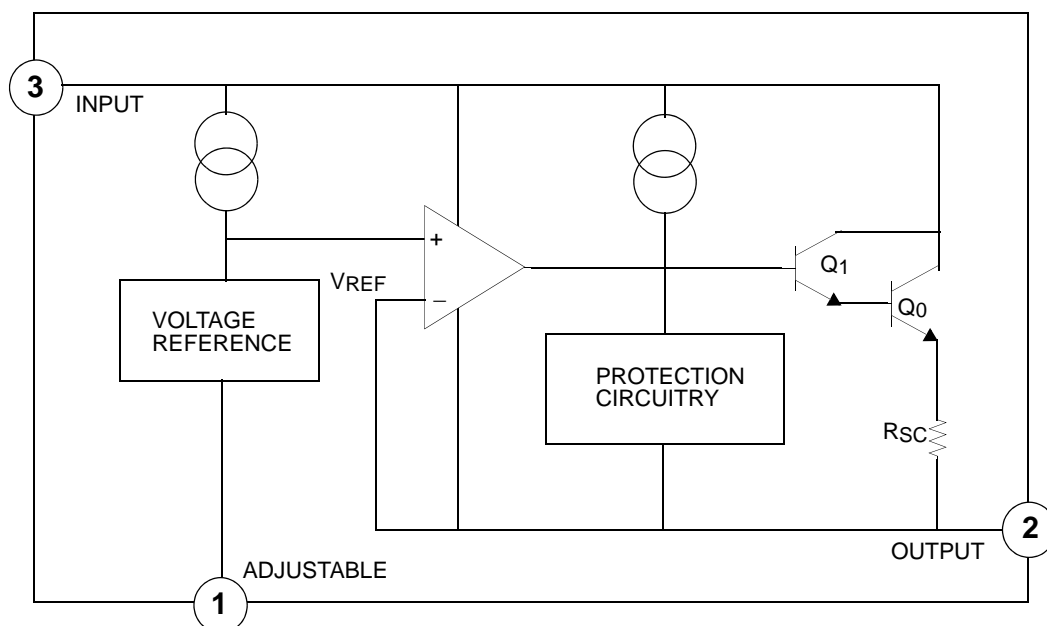 3
INPUT
+
Q1
VREF
−
Q0
VOLTAGE
REFERENCE
PROTECTION
CIRCUITRY
RSC
2
OUTPUT
ADJUSTABLE
1